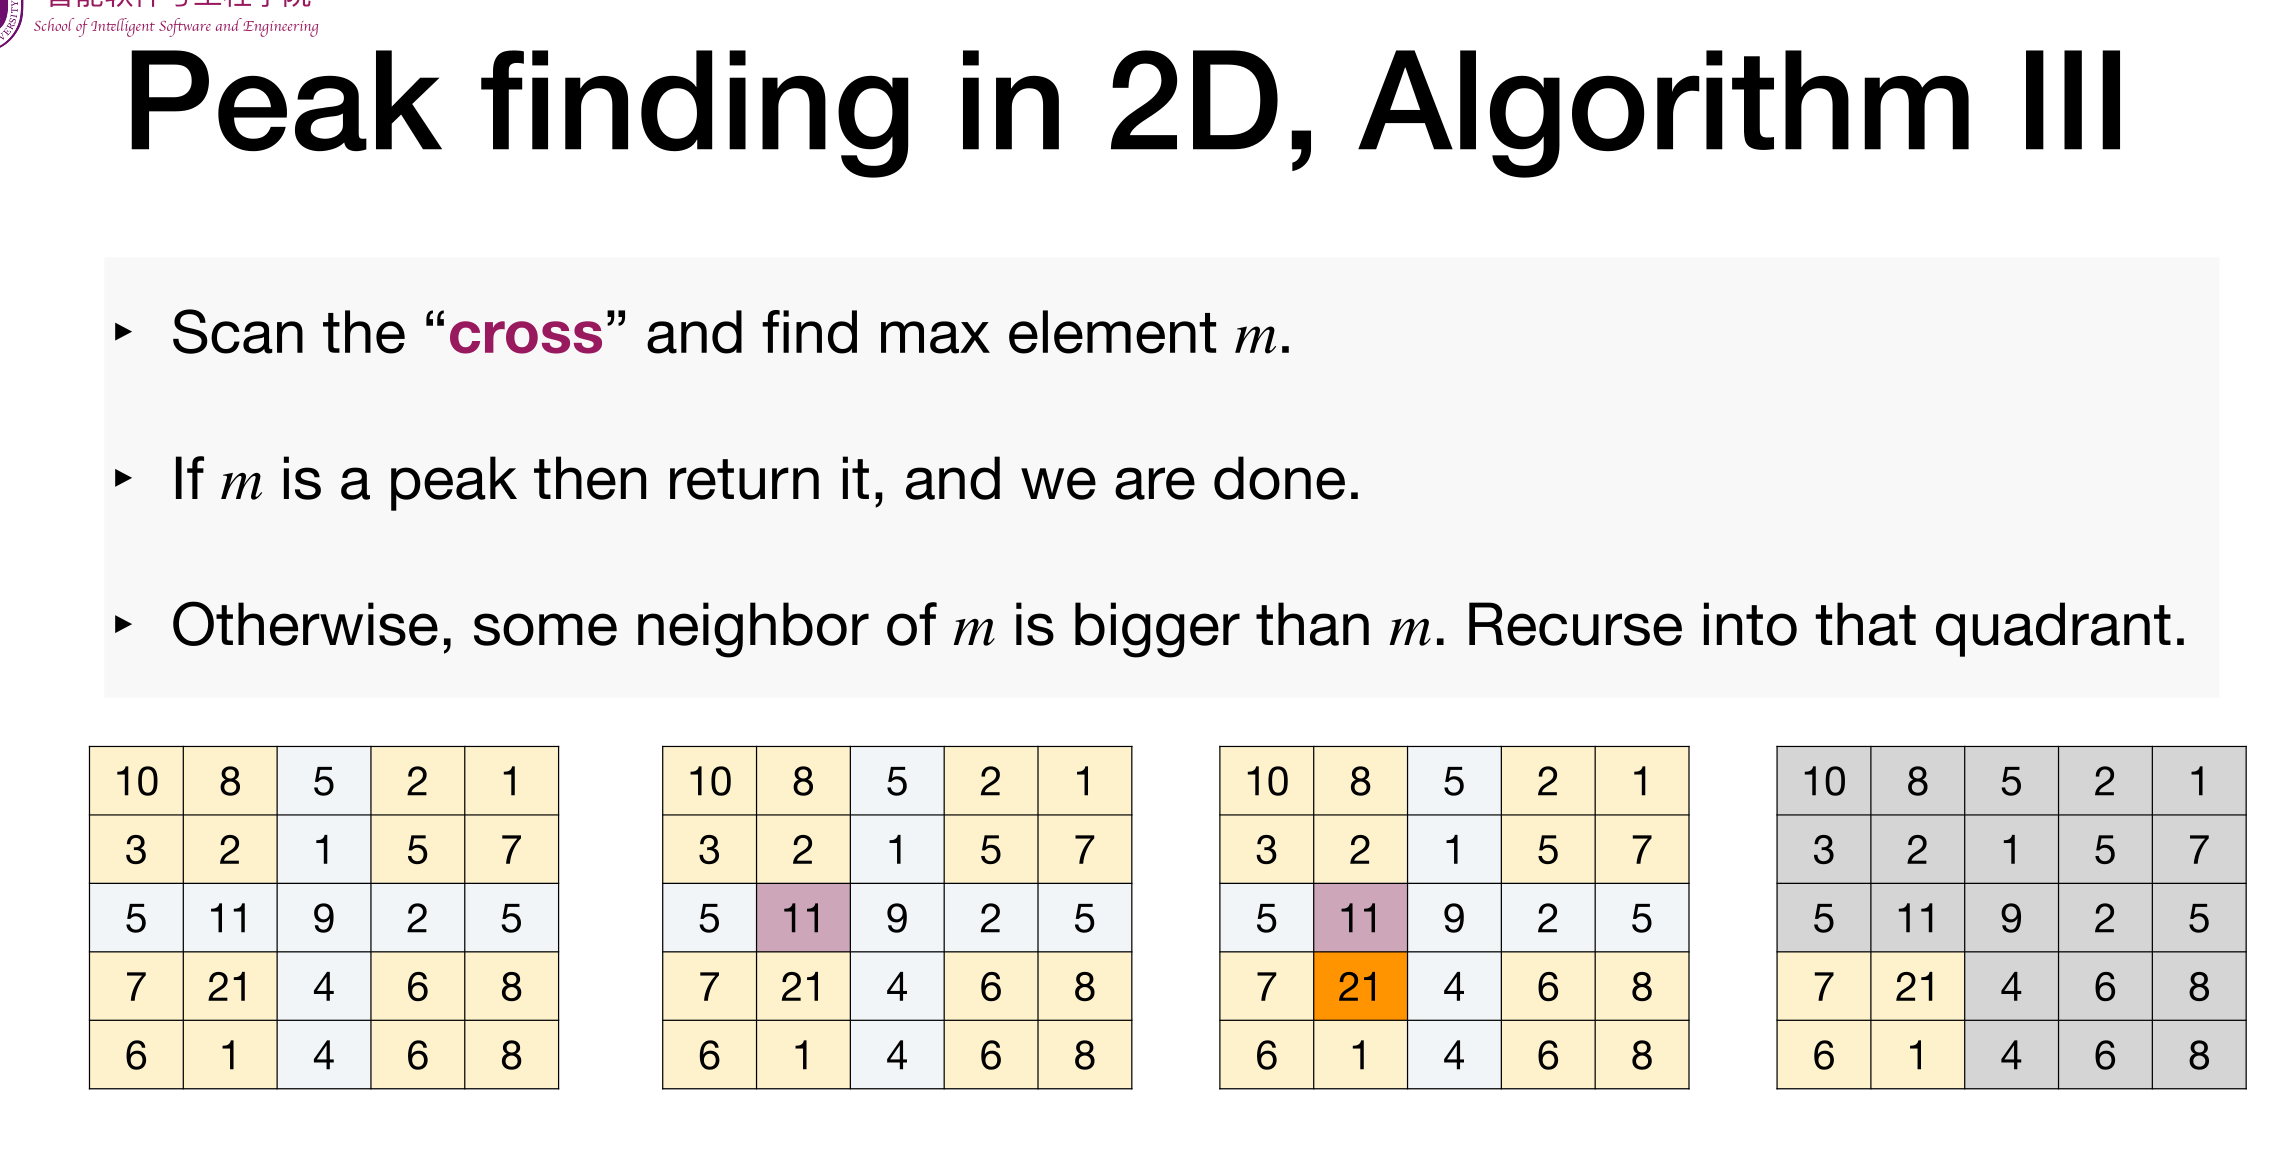 School of Intelligent Software and Engineering
Peak finding in 2D, Algorithm III
‣ Scan the “cross” and find max element m.
‣ If m is a peak then return it, and we are done.
‣ Otherwise, some neighbor of m is bigger than m. Recurse into that quadrant.
10 8 5 2 1
3 2 1 5 7
5 11 9 2 5
7 21 4 6 8
6 1 4 6 8
10 8 5 2 1
3 2 1 5 7
5 11 9 2 5
7 21 4 6 8
6 1 4 6 8
10 8 5 2 1
3 2 1 5 7
5 11 9 2 5
7 21 4 6 8
6 1 4 6 8
10 8 5 2 1
3 2 1 5 7
5 11 9 2 5
7 21 4 6 8
6 1 4 6 8